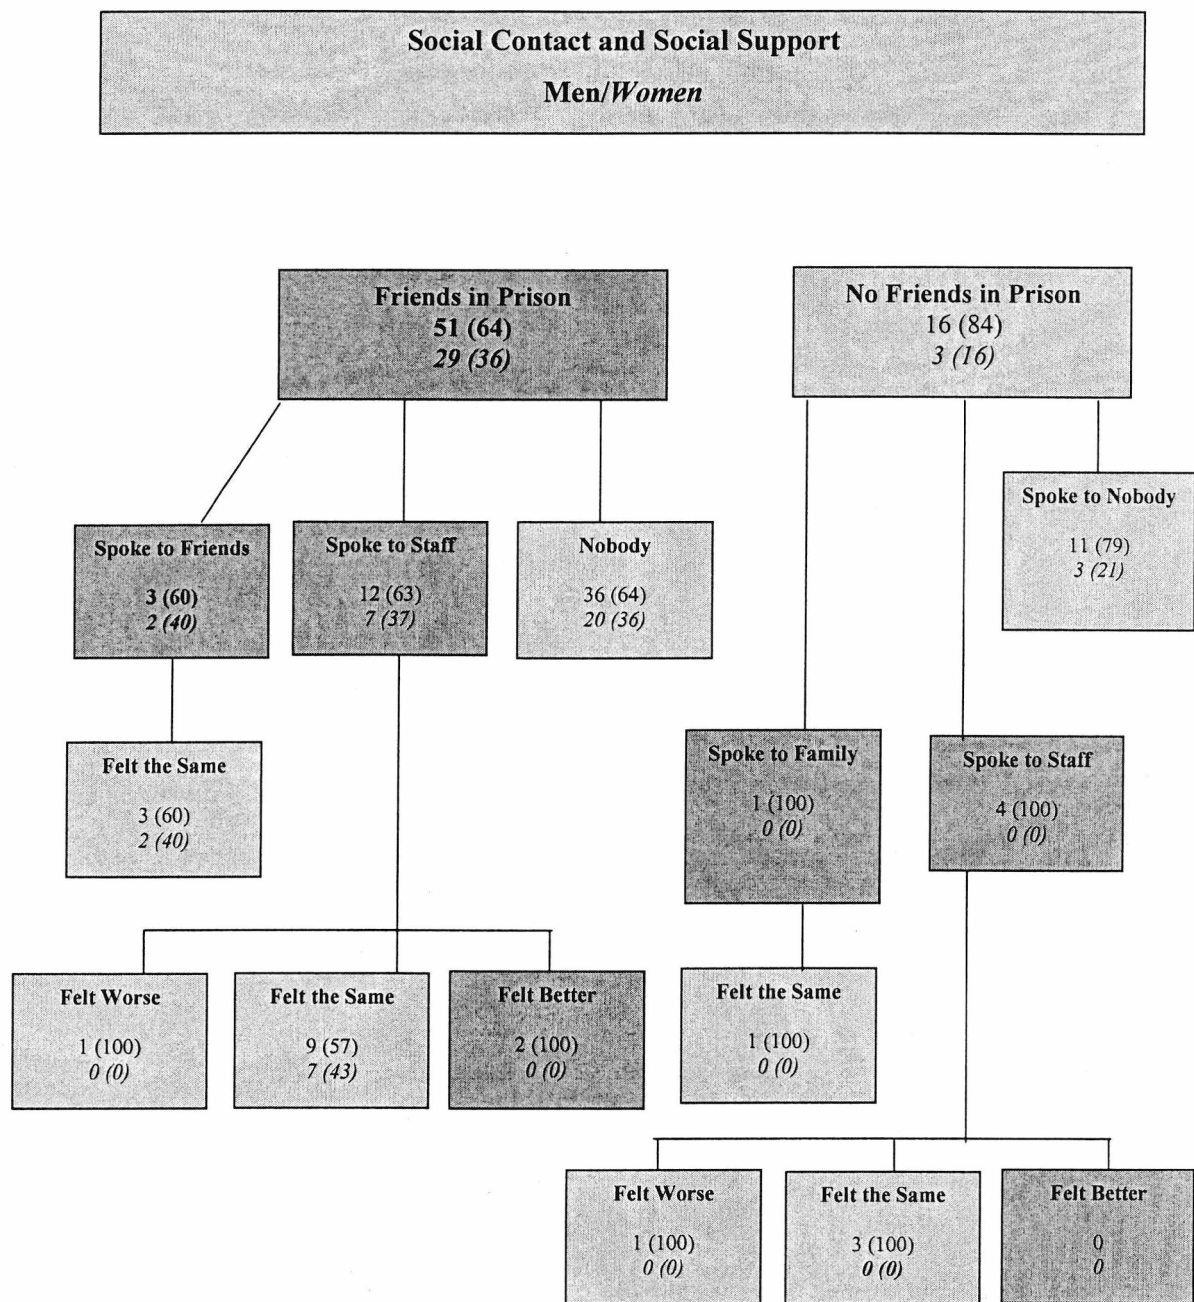 Social Contact and Social Support
Men/Women
Friends in Prison
51 (64)
29 (36)
No Friends in Prison
16 (84)
3 (16)
Spoke to Nobody
11 (79)
3 (21)
Spoke to Friends
3 (60)
2 (40)
Spoke to Staff
12 (63)
7 (37)
Nobody
36 (64)
20 (36)
Felt the Same
3 (60)
2 (40)
Spoke to Family
1 (100)
0 (0)
Spoke to Staff
4 (100)
0 (0)
Felt Worse
1 (100)
0 (0)
Felt the Same
9 (57)
7 (43)
Felt Better
2 (100)
0 (0)
Felt the Same
1 (100)
0 (0)
Felt Worse
1 (100)
0 (0)
Felt the Same
3 (100)
0 (0)
Felt Better
0
0